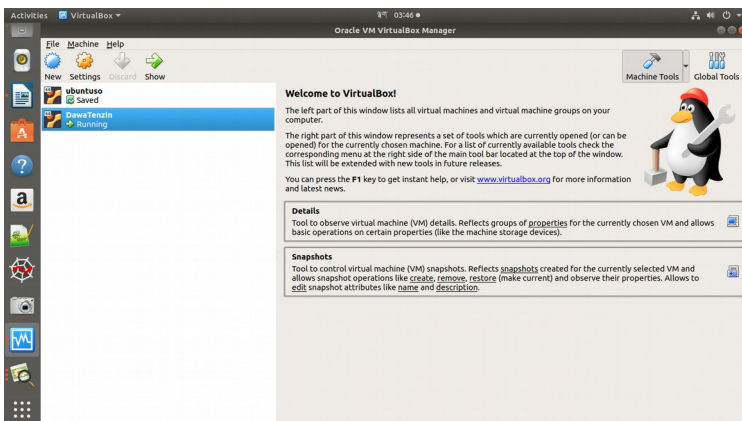 Activities VirtualBox 03:46
Oracle VM VirtualBox Manager
File Machine Help
New Settings Discard Show
Machine Tools Global Tools
ubuntuso
Saved
DawaTenzin
Running
Welcome to VirtualBox!
The left part of this window lists all virtual machines and virtual machine groups on your
computer.
The right part of this window represents a set of tools which are currently opened (or can be
opened) for the currently chosen machine. For a list of currently available tools check the
corresponding menu at the right side of the main tool bar located at the top of the window.
This list will be extended with new tools in future releases.
You can press the F1 key to get instant help, or visit www.virtualbox.org for more information
and latest news.
Details
Tool to observe virtual machine (VM) details. Reflects groups of properties for the currently chosen VM and allows
basic operations on certain properties (like the machine storage devices).
Snapshots
Tool to control virtual machine (VM) snapshots. Reflects snapshots created for the currently selected VM and
allows snapshot operations like create, remove, restore (make current) and observe their properties. Allows to
edit snapshot attributes like name and description.